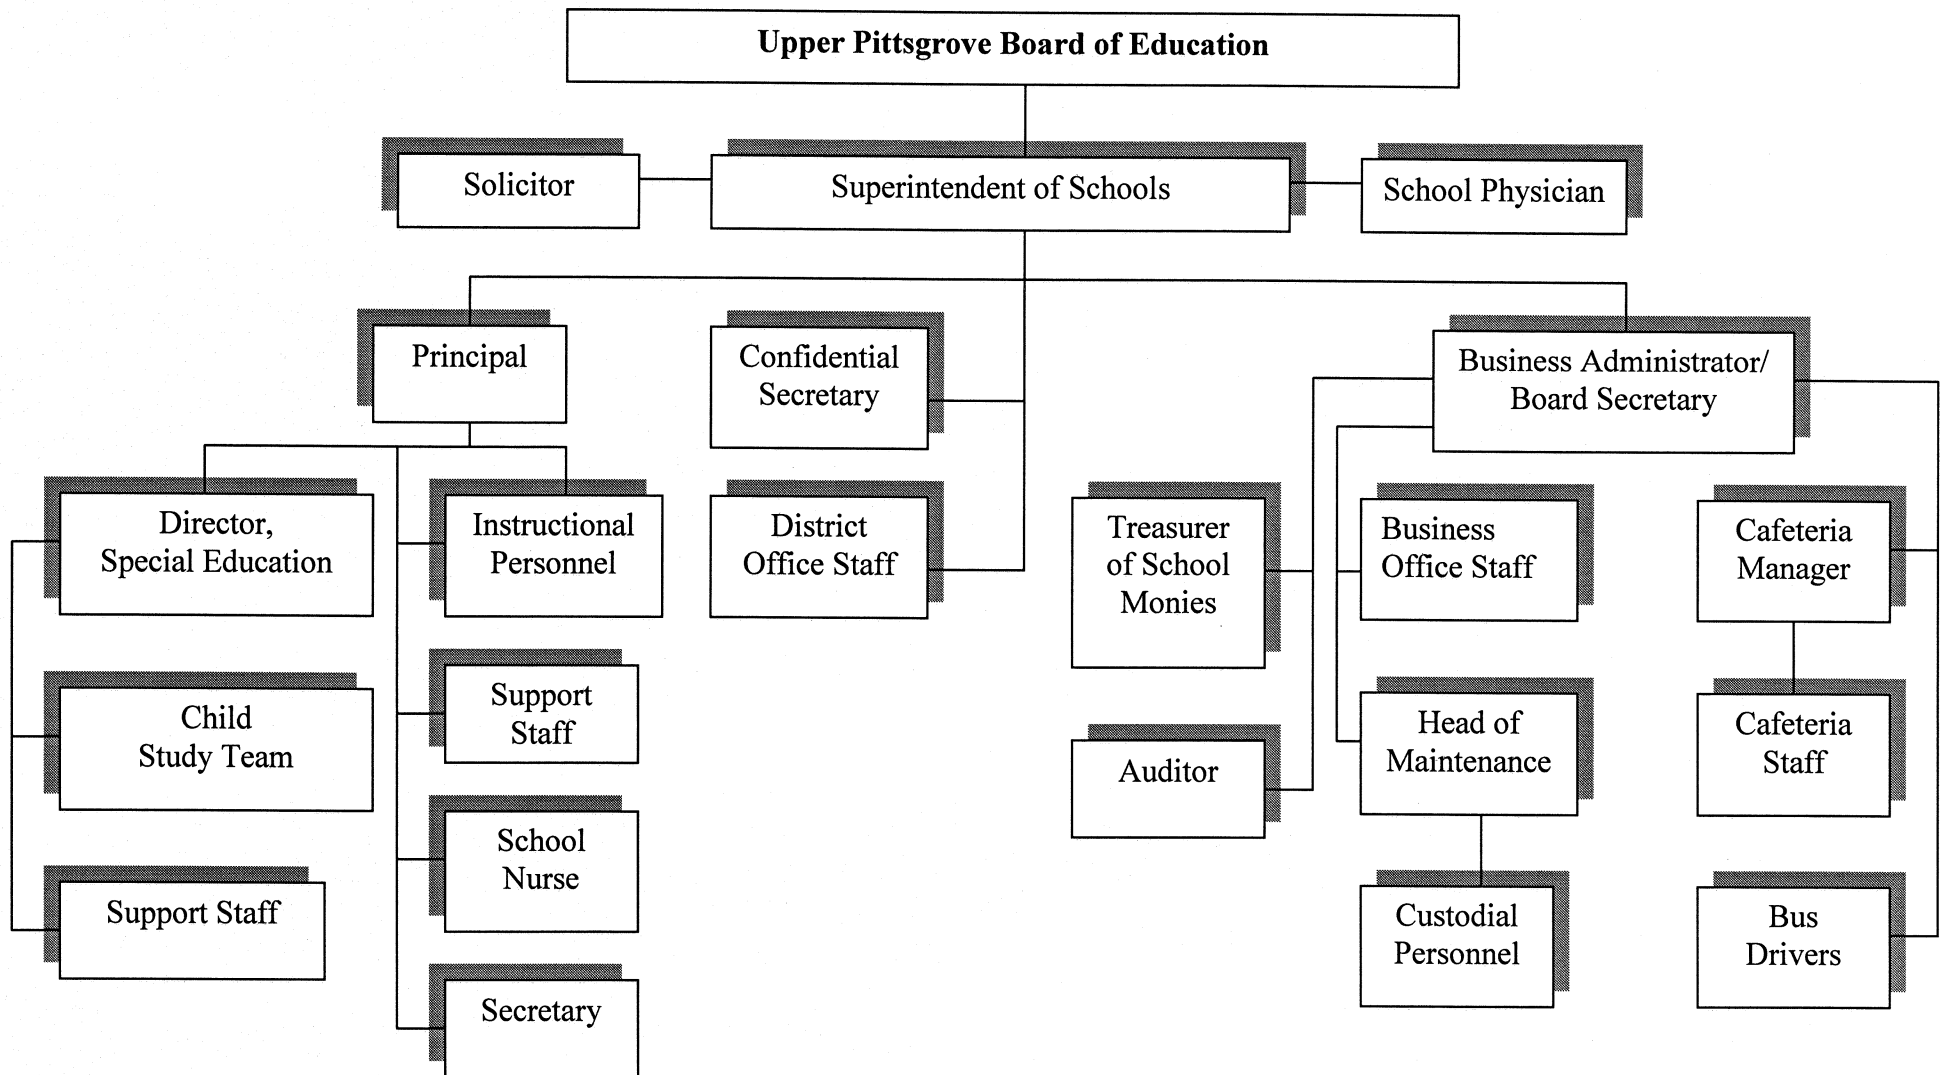 Upper Pittsgrove Board of Education
Solicitor
Superintendent of Schools
School Physician
Principal
Confidential
Secretary
Business Administrator/
Board Secretary
Director,
Special Education
Instructional
Personnel
District
Office Staff
Treasurer
of School
Monies
Business
Office Staff
Cafeteria
Manager
Child
Study Team
Support
Staff
Auditor
Head of
Maintenance
Cafeteria
Staff
Support Staff
School
Nurse
Custodial
Personnel
Bus
Drivers
Secretary